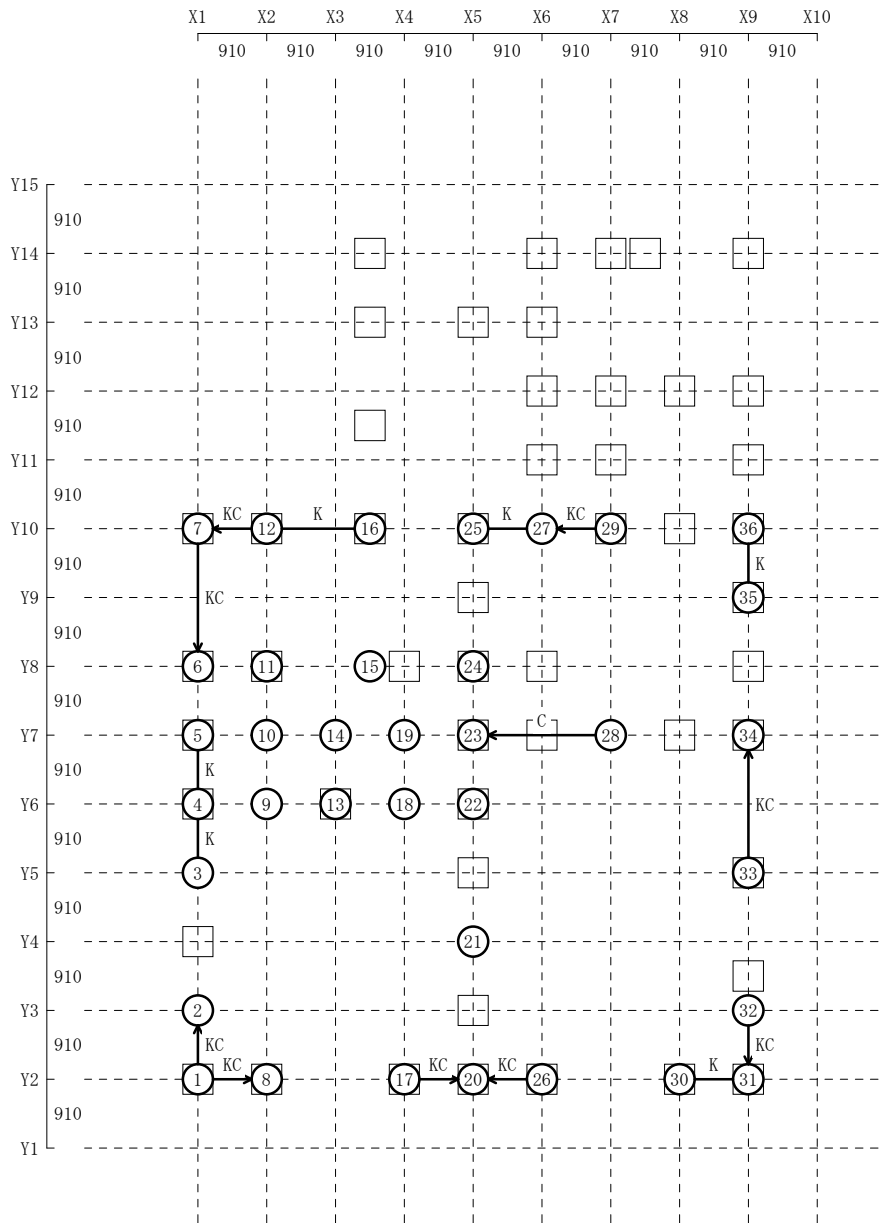 X1 X2 X3 X4 X5 X6 X7 X8 X9 X10
910 910 910 910 910 910 910 910 910
Y15
910
Y14
910
Y13
910
Y12
910
Y11
910
KC K K KC
Y10 7 12 16 25 27 29 36
910 K
KC
Y9 35
910
Y8 6 11 15 24
910
C
Y7 5 10 14 19 23 28 34
910 K
Y6 4 9 13 18 22 KC
910 K
Y5 3 33
910
Y4 21
910
Y3 2 32
910 KC KC
KC KC KC K
Y2 1 8 17 20 26 30 31
910
Y1